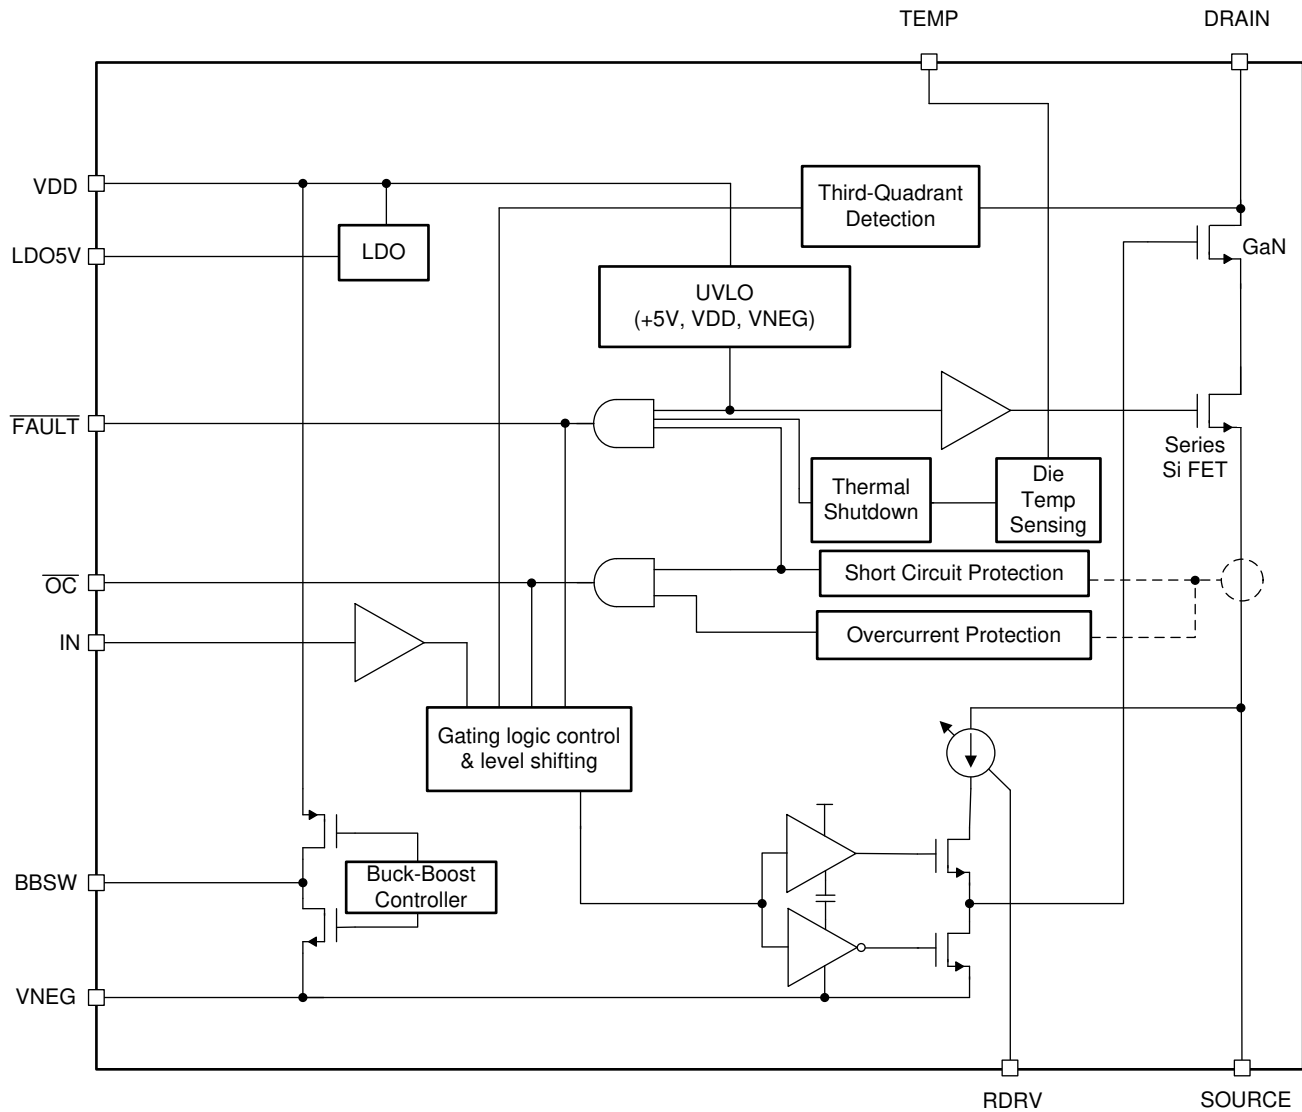 TEMP
DRAIN
VDD
Third-Quadrant
Detection
LDO5V
LDO
GaN
UVLO
(+5V, VDD, VNEG)
FAULT
Series
Si FET
Thermal
Shutdown
Die
Temp
Sensing
OC
Short Circuit Protection
IN
Overcurrent Protection
Gating logic control
& level shifting
BBSW
Buck-Boost
Controller
VNEG
RDRV
SOURCE